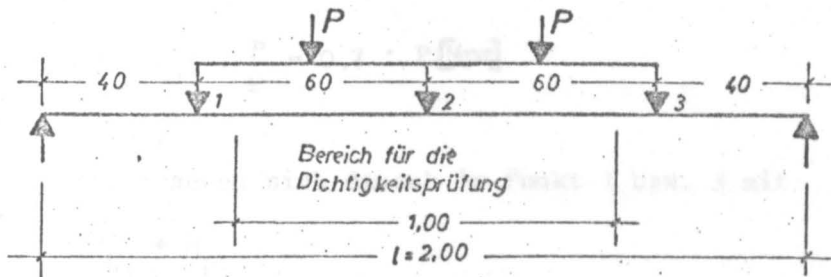 P P
40 60 60 40
1 2 3
Bereich für die
Dichtigkeitsprüfung
1,00
l = 2,00